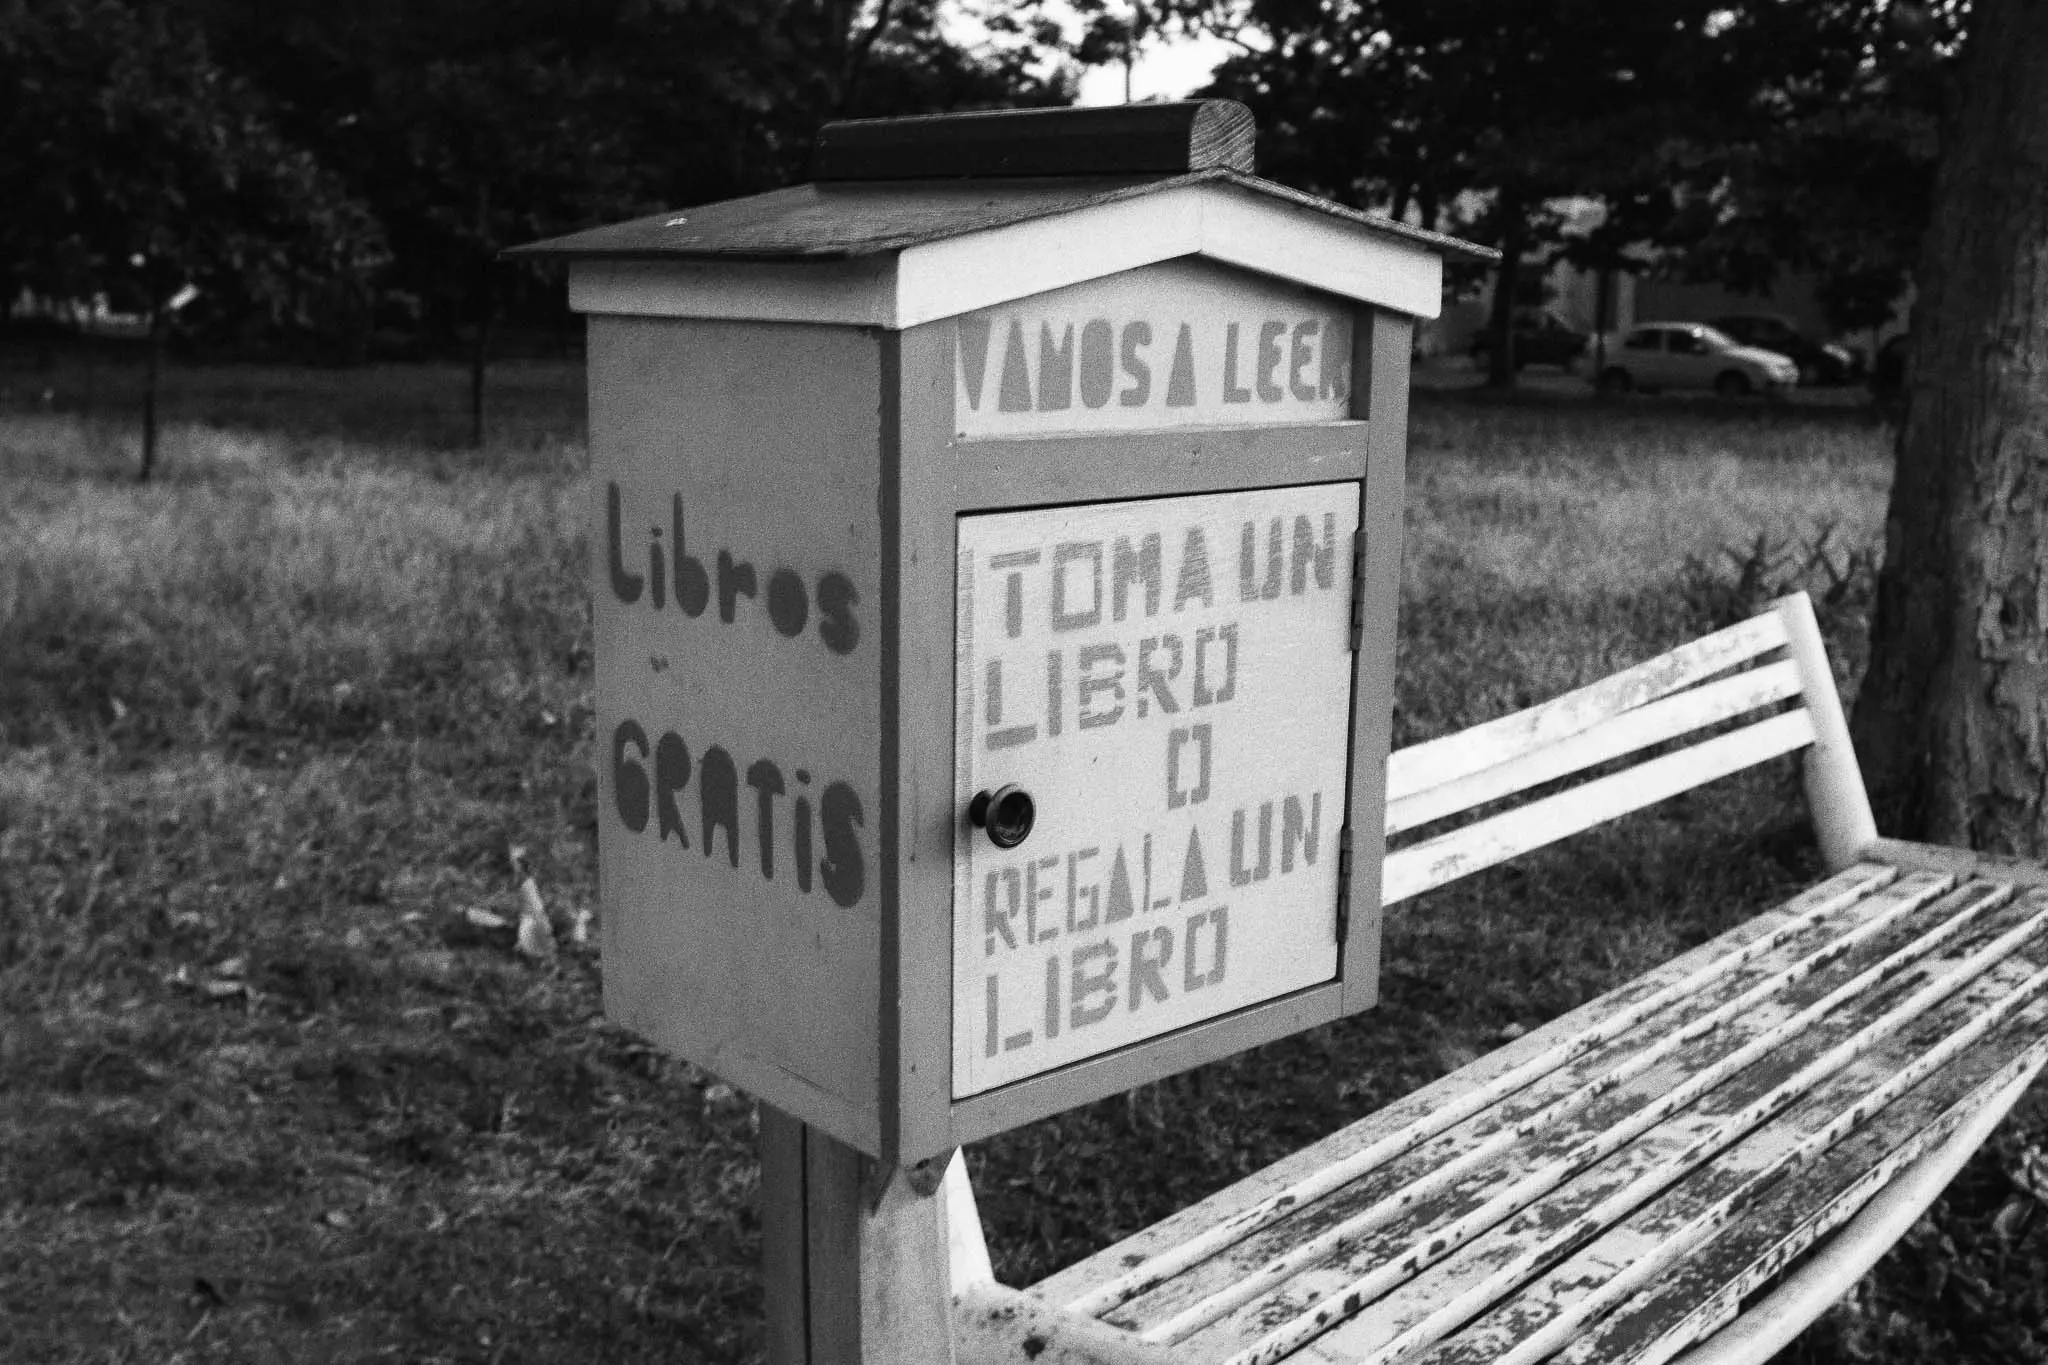 VAMOS A LEER
Libros
GRATiS
TOMA UN
LIBRO
O
REGALA UN
LIBRO